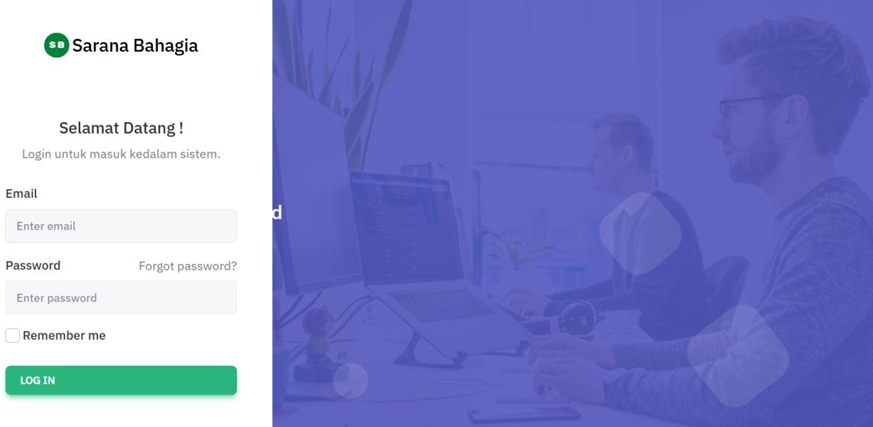 SB Sarana Bahagia
Selamat Datang !
Login untuk masuk kedalam sistem.
Email
Enter email
d
Password Forgot password?
Enter password
Remember me
LOG IN